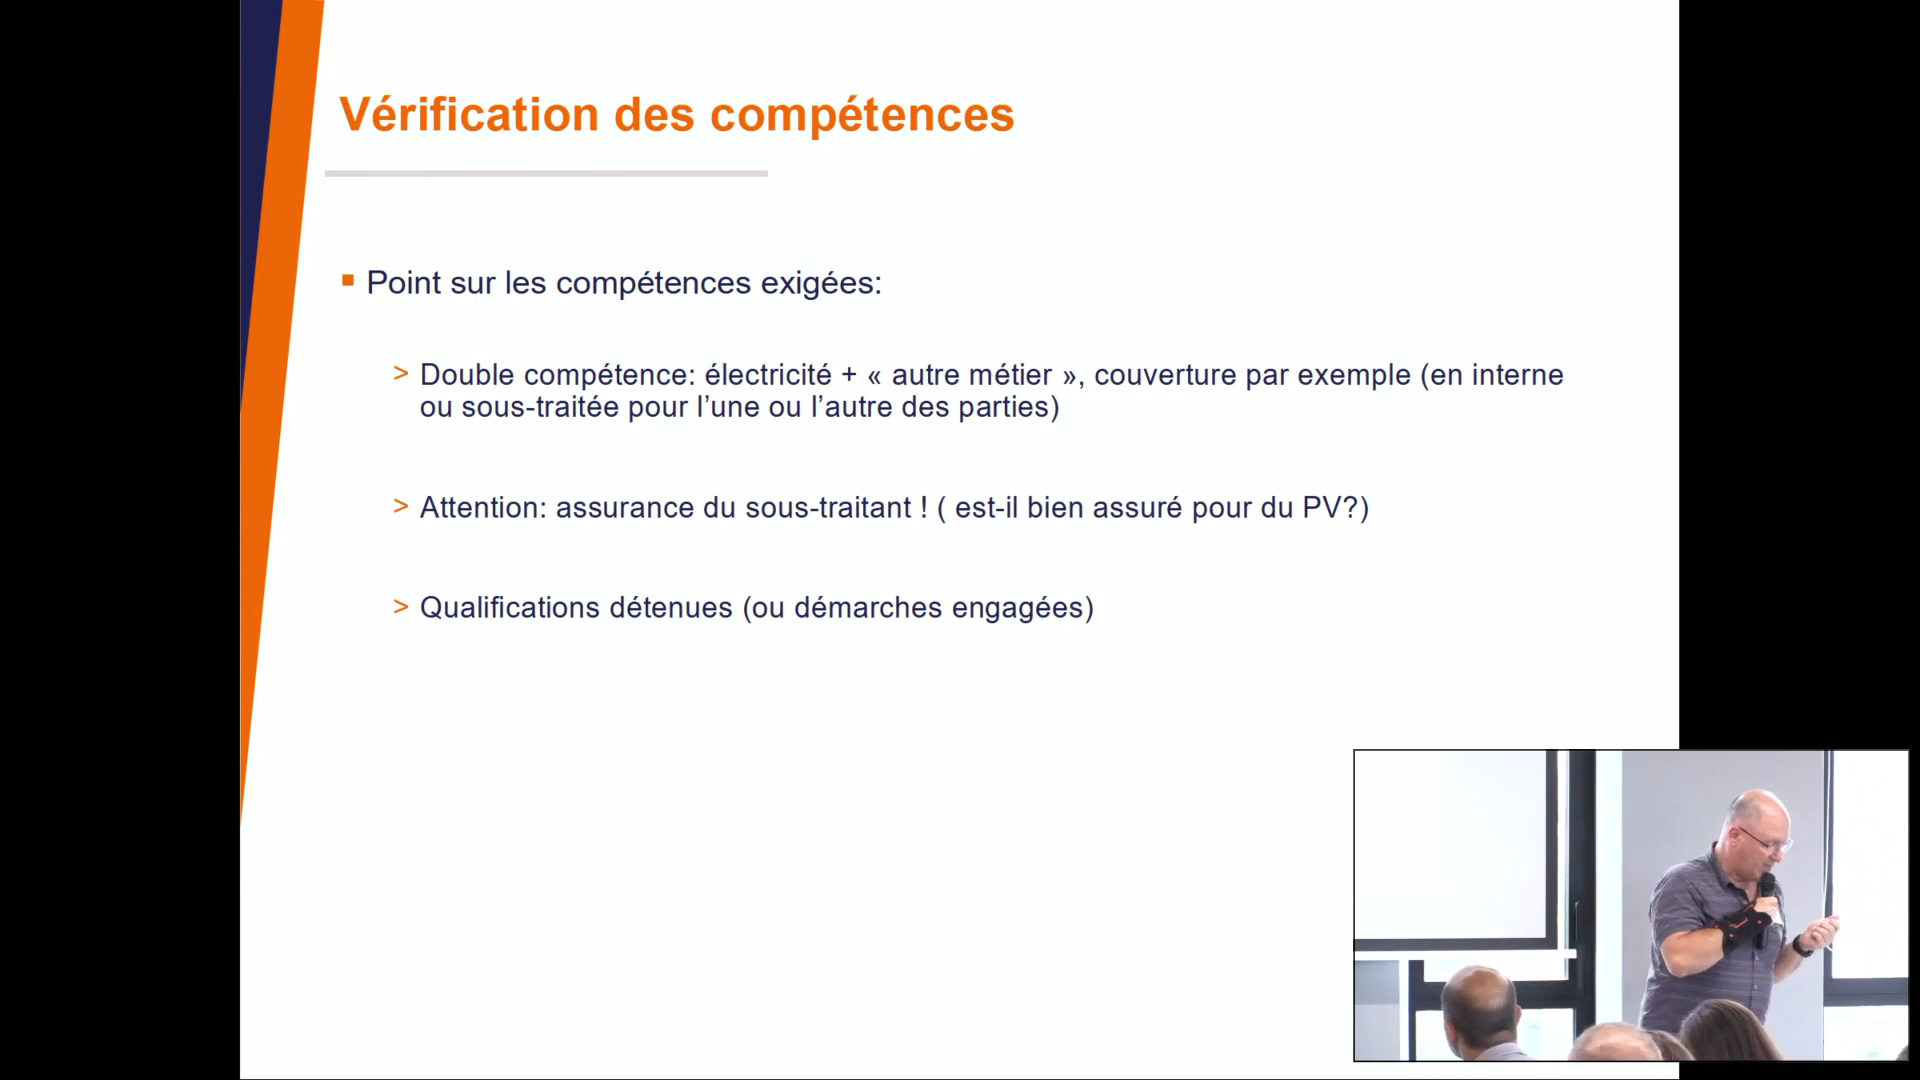 Vérification des compétences
Point sur les compétences exigées:
> Double compétence: électricité + « autre métier », couverture par exemple (en interne
ou sous-traitée pour l’une ou l’autre des parties)
> Attention: assurance du sous-traitant ! ( est-il bien assuré pour du PV?)
> Qualifications détenues (ou démarches engagées)